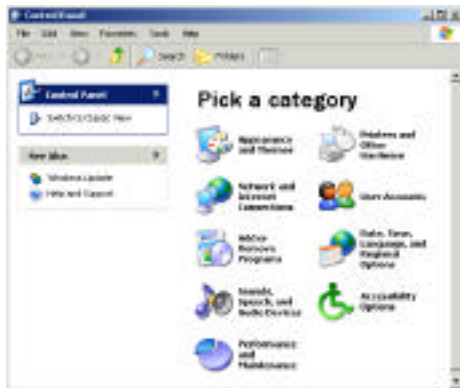 Control Panel
File Edit View Favorites Tools Help
Search Folders
Control Panel
Switch to Classic View
See Also
Windows Update
Help and Support
Pick a category
Appearance
and Themes
Printers and
Other
Hardware
Network and
Internet
Connections
User Accounts
Add or
Remove
Programs
Date, Time,
Language, and
Regional
Options
Sounds,
Speech, and
Audio Devices
Accessibility
Options
Performance
and
Maintenance